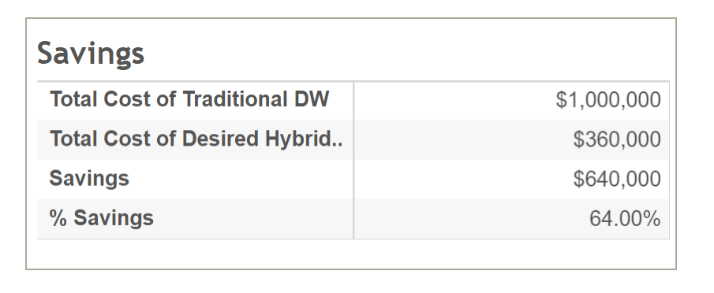 Savings
Total Cost of Traditional DW $1,000,000
Total Cost of Desired Hybrid.. $360,000
Savings $640,000
% Savings 64.00%